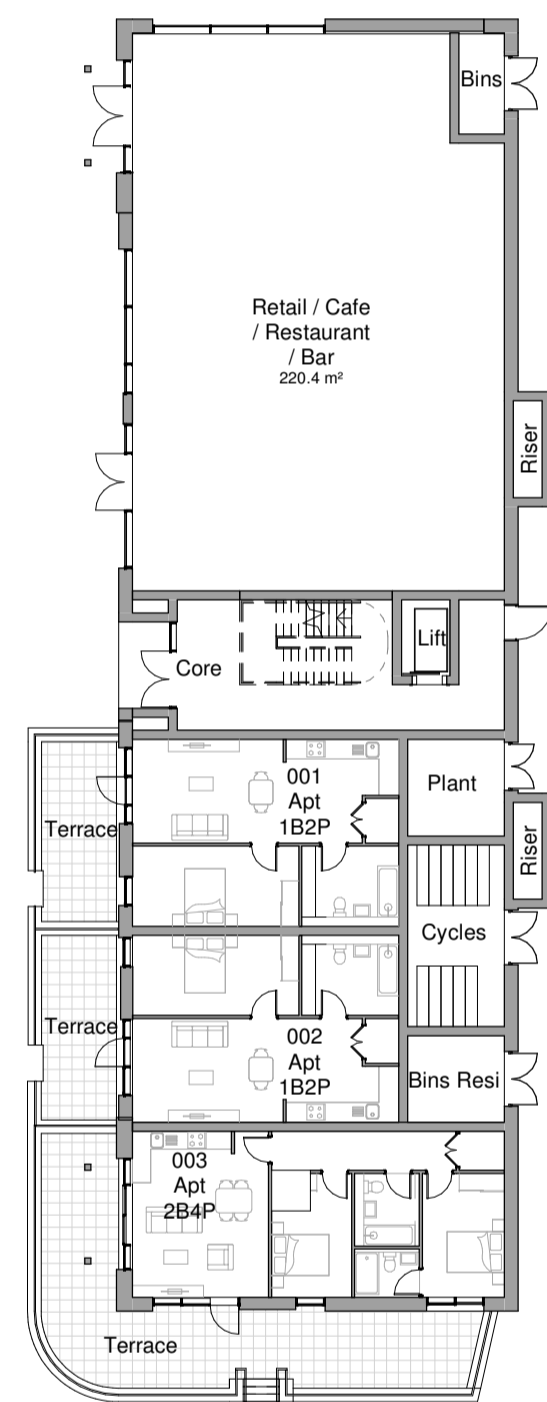 Bins
Retail / Cafe
/ Restaurant
/ Bar
220.4 m²
Riser
Lift
Core
001
Apt
1B2P
Plant
Terrace
Riser
Cycles
Terrace
002
Apt
1B2P
Bins Resi
003
Apt
2B4P
Terrace